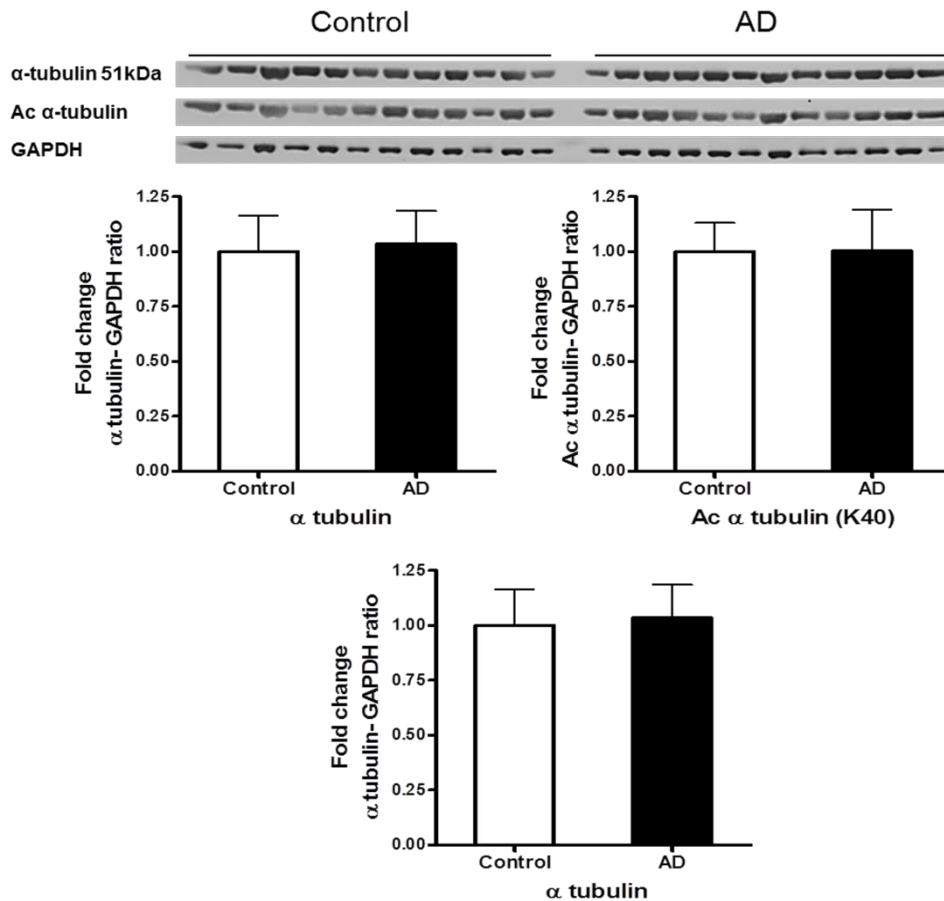 Control AD
α-tubulin 51kDa
Ac α-tubulin
GAPDH
Fold change
α tubulin- GAPDH ratio
1.25
1.00
0.75
0.50
0.25
0.00
Control AD
α tubulin
Fold change
Ac α tubulin- GAPDH ratio
1.25
1.00
0.75
0.50
0.25
0.00
Control AD
Ac α tubulin (K40)
Fold change
α tubulin- GAPDH ratio
1.25
1.00
0.75
0.50
0.25
0.00
Control AD
α tubulin